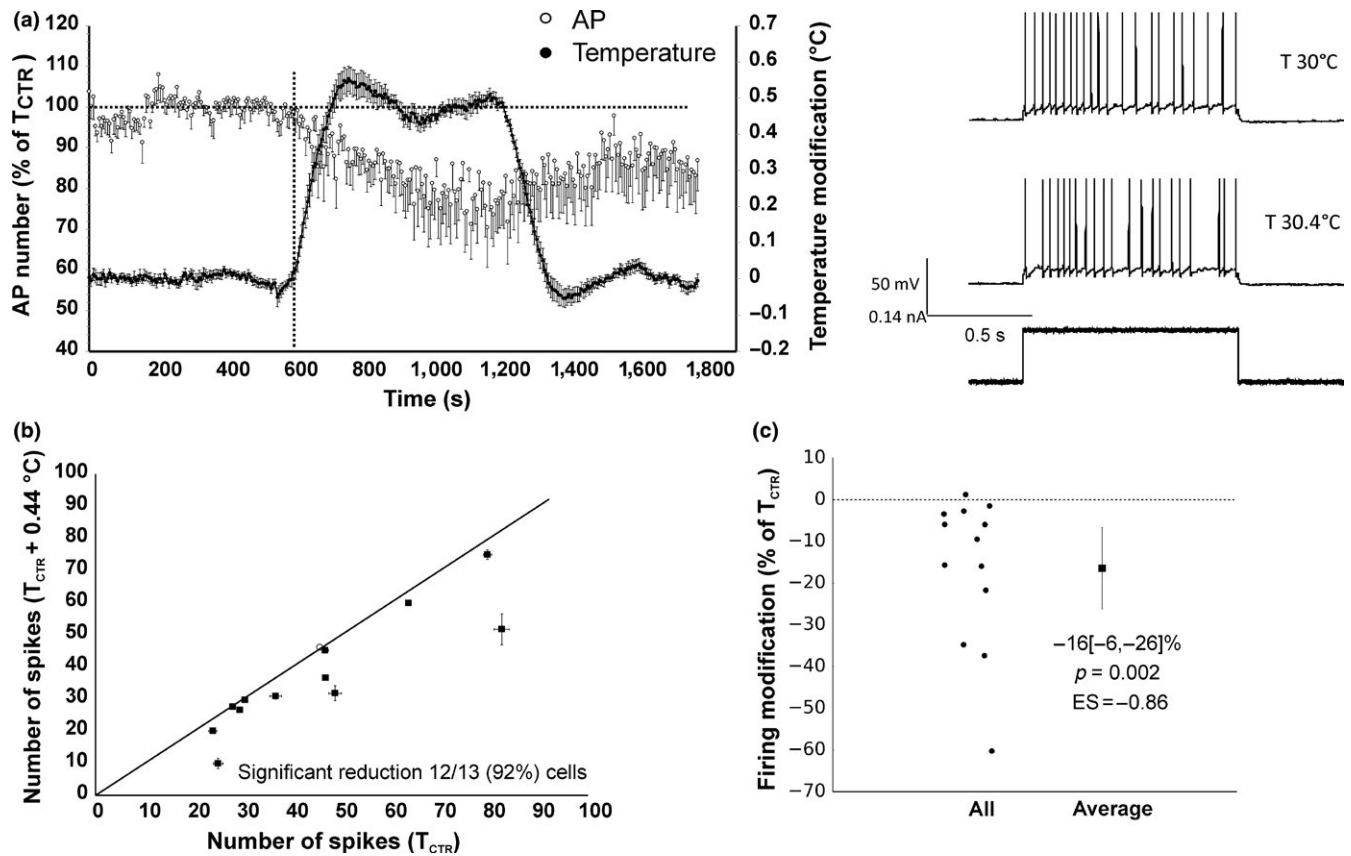 (a)
AP
Temperature
AP number (% of T_CTR)
120
110
100
90
80
70
60
50
40
0.7
0.6
0.5
0.4
0.3
0.2
0.1
0
−0.1
−0.2
Temperature modification (°C)
0 200 400 600 800 1,000 1,200 1,400 1,600 1,800
Time (s)
T 30°C
T 30.4°C
50 mV
0.14 nA
0.5 s
(b)
Number of spikes (T_CTR + 0.44 °C)
100
90
80
70
60
50
40
30
20
10
0
Significant reduction 12/13 (92%) cells
0 10 20 30 40 50 60 70 80 90 100
Number of spikes (T_CTR)
(c)
Firing modification (% of T_CTR)
10
0
−10
−20
−30
−40
−50
−60
−70
−16[−6,−26]%
p = 0.002
ES = −0.86
All Average